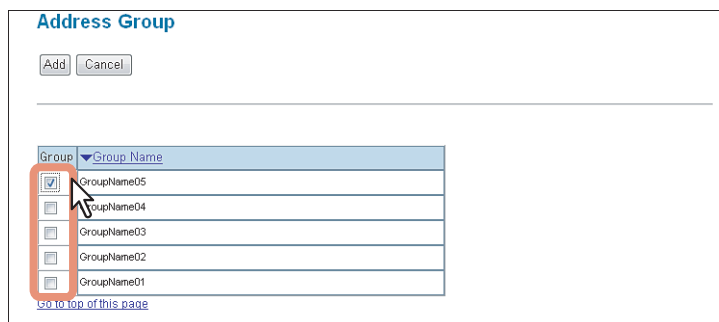 Address Group
Add Cancel
Group Group Name
GroupName05
GroupName04
GroupName03
GroupName02
GroupName01
Go to top of this page